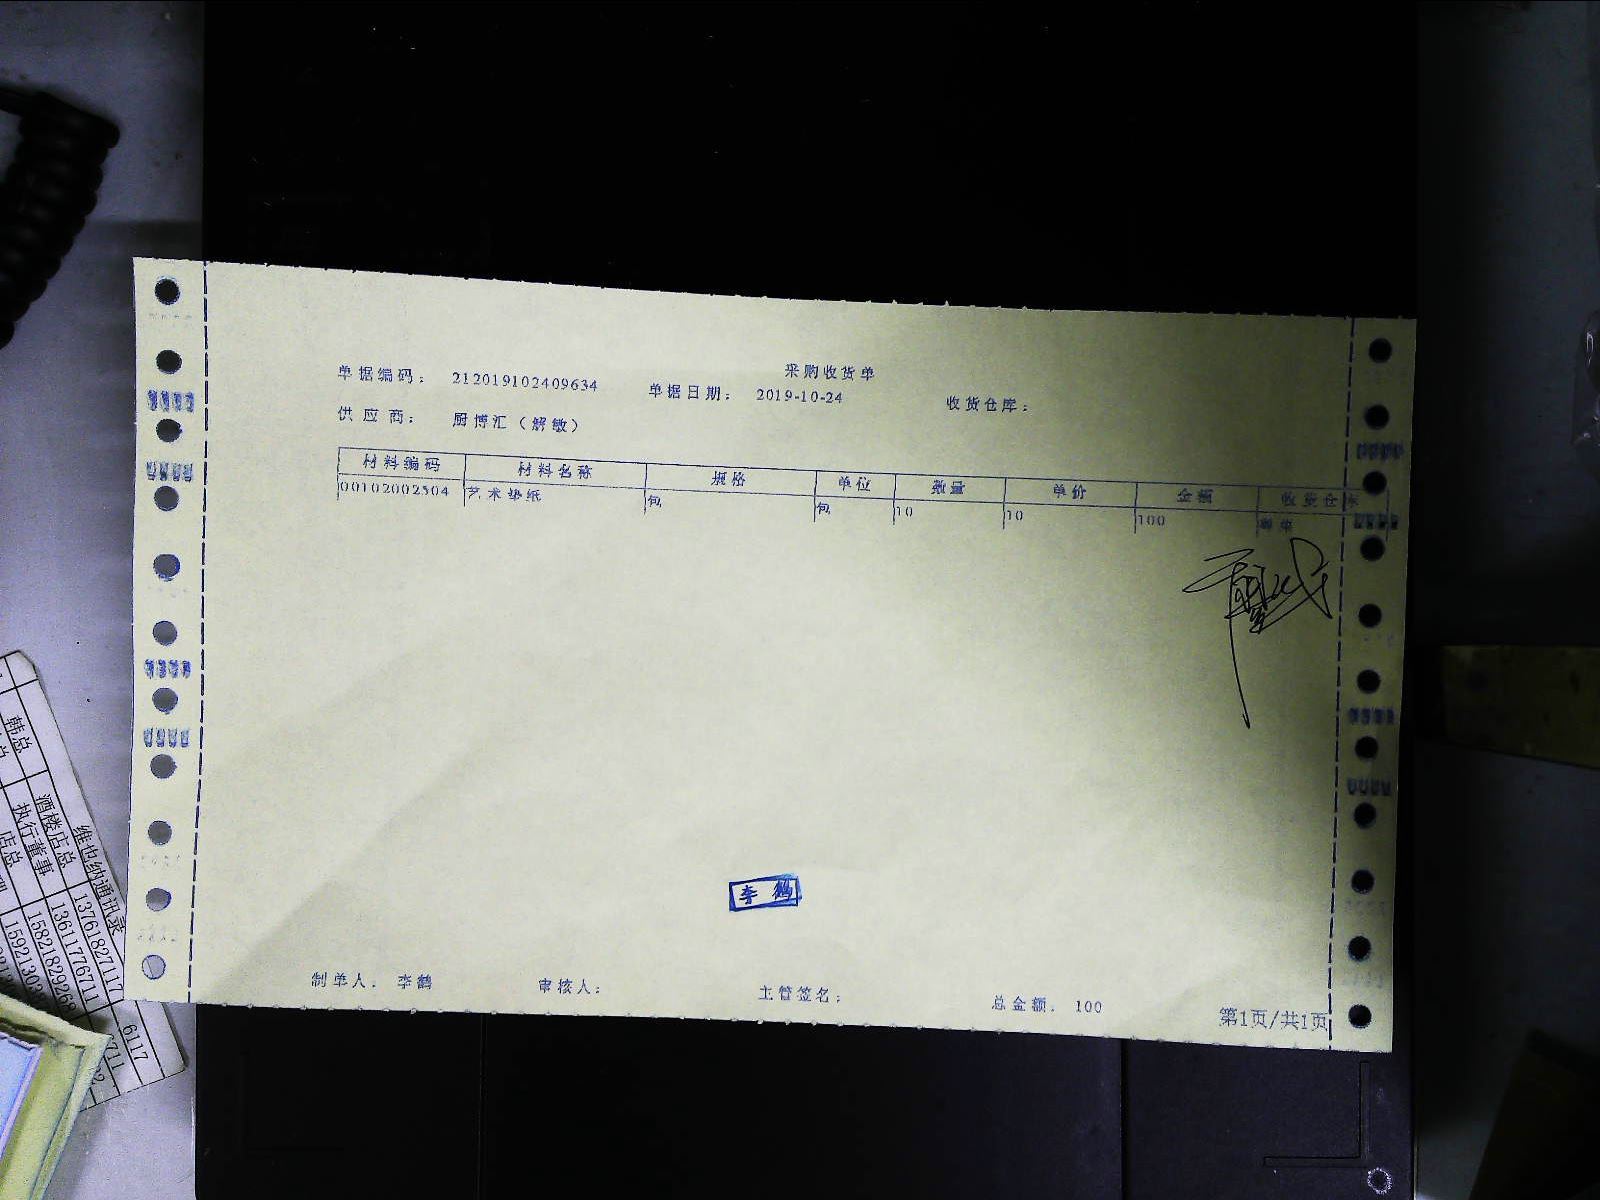 采购收货单
单据编码： 212019102409634 单据日期： 2019-10-24 收货仓库：
供应商： 厨博汇（解敏）
材料编码 材料名称 规格 单位 数量 单价 金额 收货仓库
00102002504 艺术垫纸 包 包 10 10 100
李鹤
制单人： 李鹤 审核人： 主管签名： 总金额： 100
第1页/共1页
维也纳通讯录
韩总 酒楼店总 13761827117 6117
执行董事 13611776711
店总 15821829268